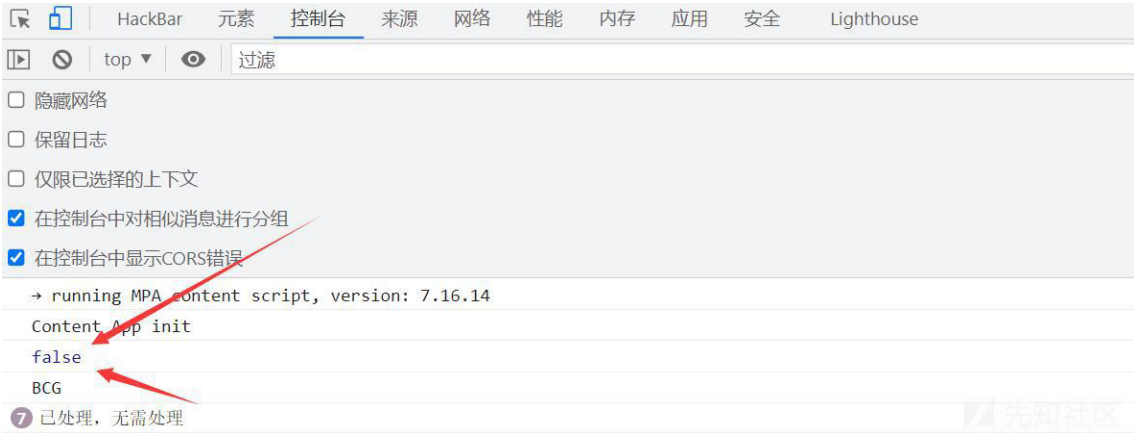 HackBar 元素 控制台 来源 网络 性能 内存 应用 安全 Lighthouse
top ▼ 过滤
隐藏网络
保留日志
仅限已选择的上下文
在控制台中对相似消息进行分组
在控制台中显示CORS错误
→ running MPA content script, version: 7.16.14
Content App init
false
BCG
7 已处理，无需处理
先知社区